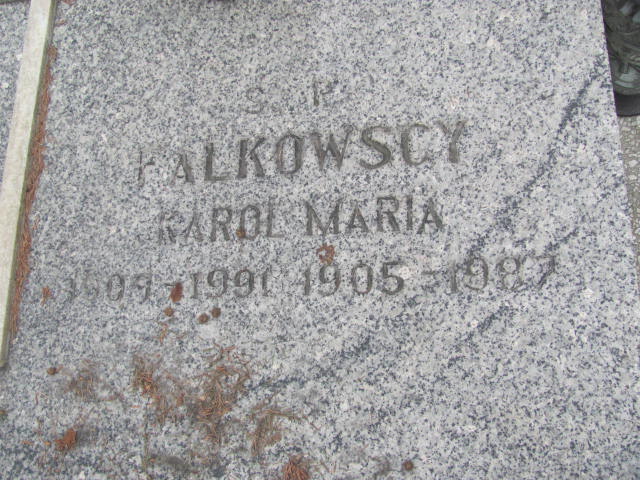 S. P.
FALKOWSCY
KAROL MARIA
1905 - 1987